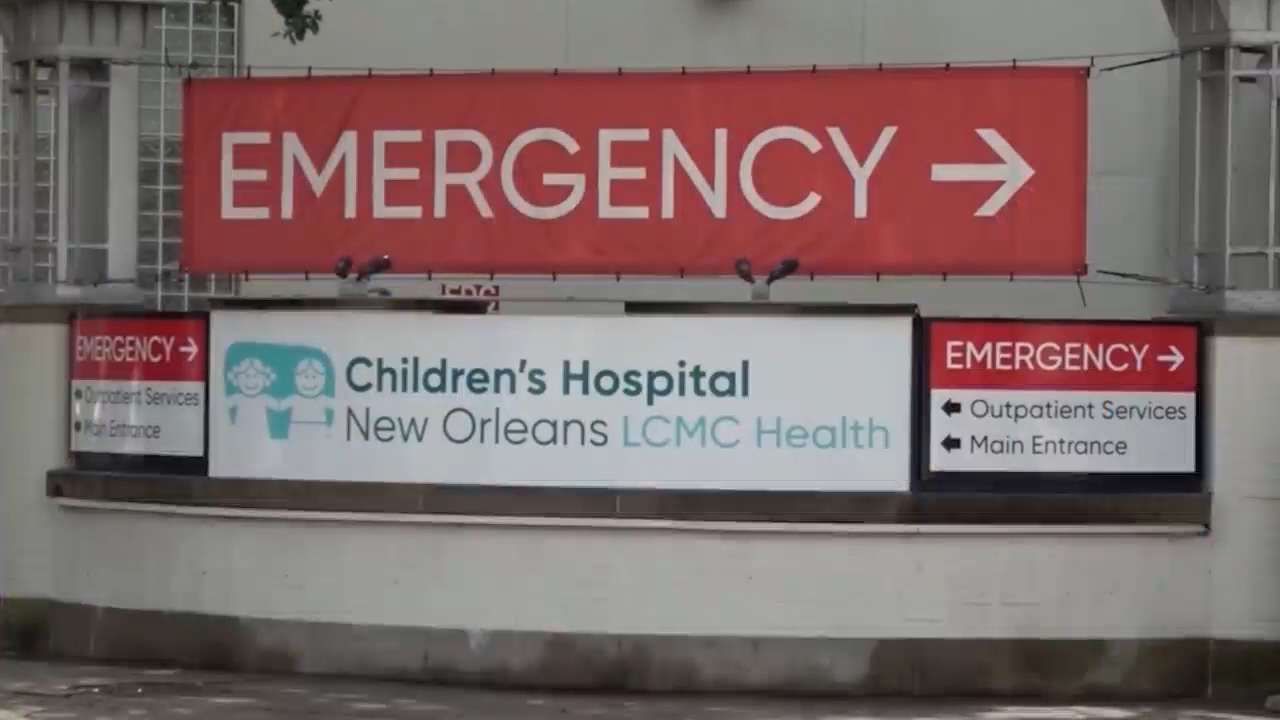 EMERGENCY →
EMERGENCY →
Outpatient Services
Main Entrance
Children's Hospital
New Orleans LCMC Health
EMERGENCY →
← Outpatient Services
← Main Entrance